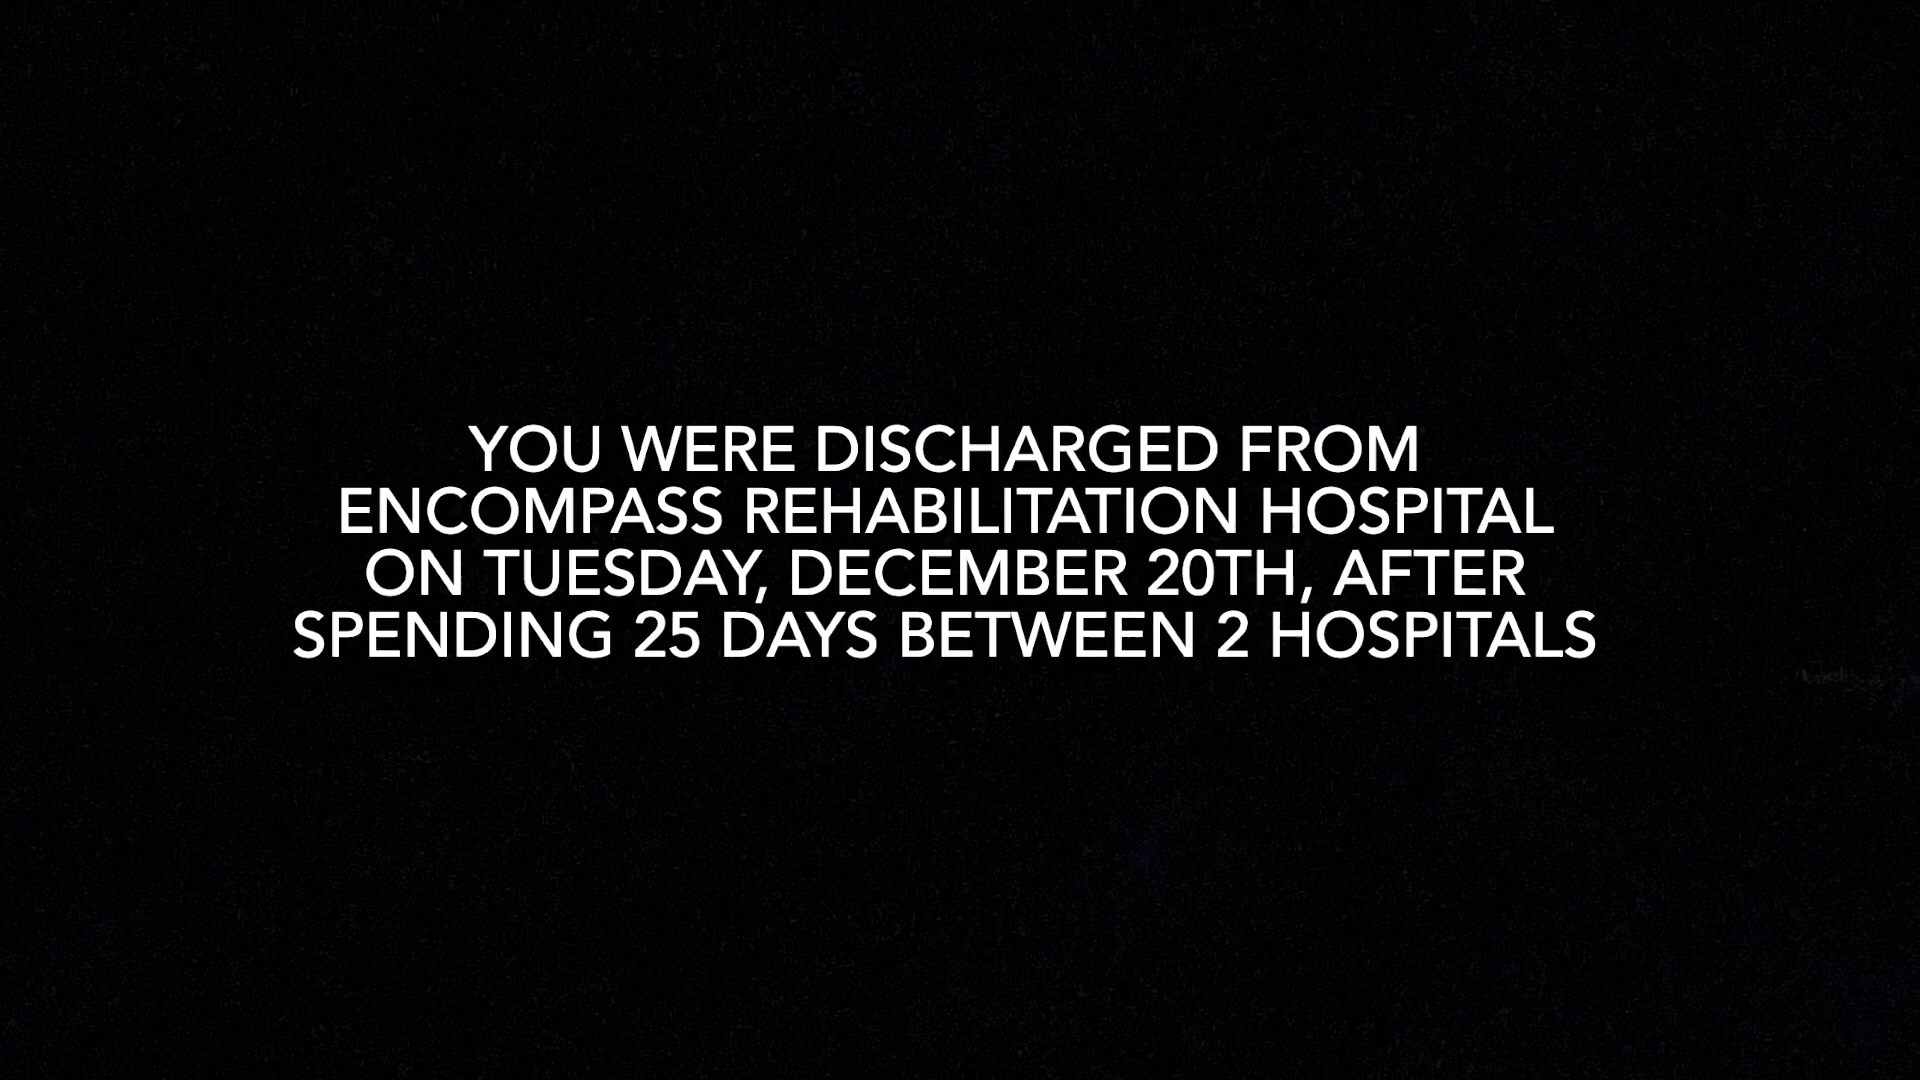 YOU WERE DISCHARGED FROM
ENCOMPASS REHABILITATION HOSPITAL
ON TUESDAY, DECEMBER 20TH, AFTER
SPENDING 25 DAYS BETWEEN 2 HOSPITALS